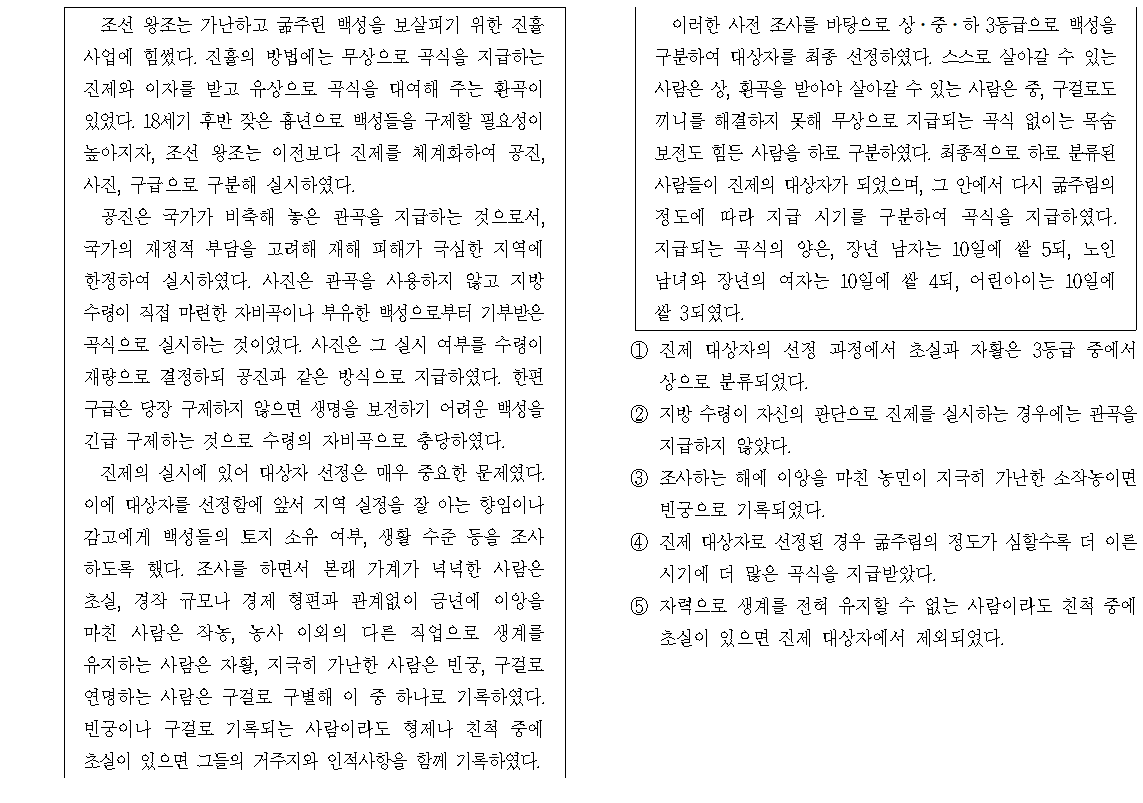 조선 왕조는 가난하고 굶주린 백성을 보살피기 위한 진휼
사업에 힘썼다. 진휼의 방법에는 무상으로 곡식을 지급하는
진제와 이자를 받고 유상으로 곡식을 대여해 주는 환곡이
있었다. 18세기 후반 잦은 흉년으로 백성들을 구제할 필요성이
높아지자, 조선 왕조는 이전보다 진제를 체계화하여 공진,
사진, 구급으로 구분해 실시하였다.
공진은 국가가 비축해 놓은 관곡을 지급하는 것으로서,
국가의 재정적 부담을 고려해 재해 피해가 극심한 지역에
한정하여 실시하였다. 사진은 관곡을 사용하지 않고 지방
수령이 직접 마련한 자비곡이나 부유한 백성으로부터 기부받은
곡식으로 실시하는 것이었다. 사진은 그 실시 여부를 수령이
재량으로 결정하되 공진과 같은 방식으로 지급하였다. 한편
구급은 당장 구제하지 않으면 생명을 보전하기 어려운 백성을
긴급 구제하는 것으로 수령의 자비곡으로 충당하였다.
진제의 실시에 있어 대상자 선정은 매우 중요한 문제였다.
이에 대상자를 선정함에 앞서 지역 실정을 잘 아는 향임이나
감고에게 백성들의 토지 소유 여부, 생활 수준 등을 조사
하도록 했다. 조사를 하면서 본래 가계가 넉넉한 사람은
초실, 경작 규모나 경제 형편과 관계없이 금년에 이앙을
마친 사람은 작농, 농사 이외의 다른 직업으로 생계를
유지하는 사람은 자활, 지극히 가난한 사람은 빈궁, 구걸로
연명하는 사람은 구걸로 구별해 이 중 하나로 기록하였다.
빈궁이나 구걸로 기록되는 사람이라도 형제나 친척 중에
초실이 있으면 그들의 거주지와 인적사항을 함께 기록하였다.
이러한 사전 조사를 바탕으로 상·중·하 3등급으로 백성을
구분하여 대상자를 최종 선정하였다. 스스로 살아갈 수 있는
사람은 상, 환곡을 받아야 살아갈 수 있는 사람은 중, 구걸로도
끼니를 해결하지 못해 무상으로 지급되는 곡식 없이는 목숨
보전도 힘든 사람을 하로 구분하였다. 최종적으로 하로 분류된
사람들이 진제의 대상자가 되었으며, 그 안에서 다시 굶주림의
정도에 따라 지급 시기를 구분하여 곡식을 지급하였다.
지급되는 곡식의 양은, 장년 남자는 10일에 쌀 5되, 노인
남녀와 장년의 여자는 10일에 쌀 4되, 어린아이는 10일에
쌀 3되였다.
① 진제 대상자의 선정 과정에서 초실과 자활은 3등급 중에서
상으로 분류되었다.
② 지방 수령이 자신의 판단으로 진제를 실시하는 경우에는 관곡을
지급하지 않았다.
③ 조사하는 해에 이앙을 마친 농민이 지극히 가난한 소작농이면
빈궁으로 기록되었다.
④ 진제 대상자로 선정된 경우 굶주림의 정도가 심할수록 더 이른
시기에 더 많은 곡식을 지급받았다.
⑤ 자력으로 생계를 전혀 유지할 수 없는 사람이라도 친척 중에
초실이 있으면 진제 대상자에서 제외되었다.